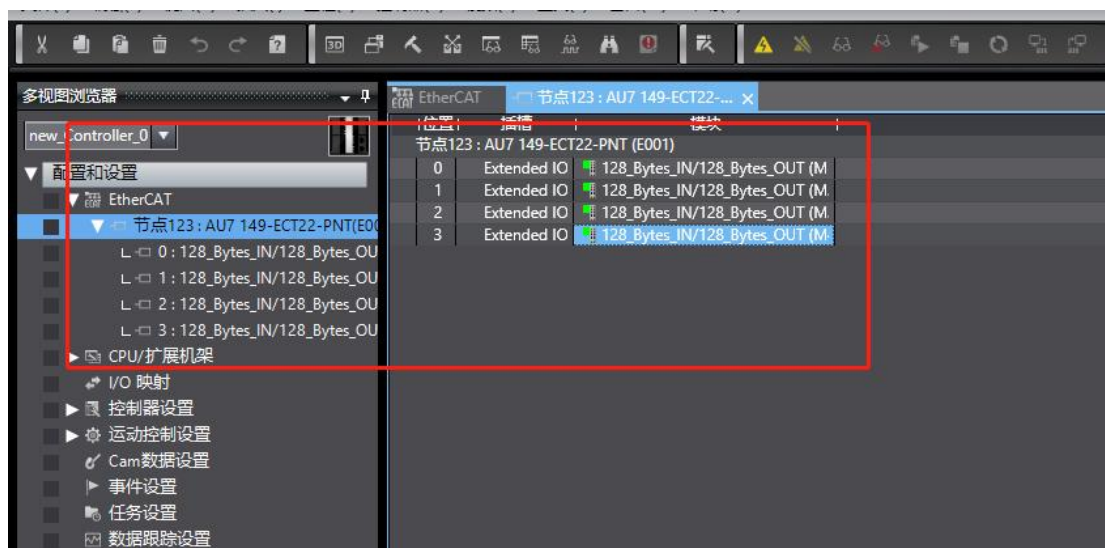 3D
多视图浏览器
EtherCAT
节点123 : AU7 149-ECT22-... ×
new_Controller_0
位置 插槽 模块
节点123 : AU7 149-ECT22-PNT (E001)
配置和设置
0 Extended IO 128_Bytes_IN/128_Bytes_OUT (M
1 Extended IO 128_Bytes_IN/128_Bytes_OUT (M.
2 Extended IO 128_Bytes_IN/128_Bytes_OUT (M.
3 Extended IO 128_Bytes_IN/128_Bytes_OUT (M
EtherCAT
节点123 : AU7 149-ECT22-PNT(E00
0 : 128_Bytes_IN/128_Bytes_OU
1 : 128_Bytes_IN/128_Bytes_OU
2 : 128_Bytes_IN/128_Bytes_OU
3 : 128_Bytes_IN/128_Bytes_OU
CPU/扩展机架
I/O 映射
控制器设置
运动控制设置
Cam数据设置
事件设置
任务设置
数据跟踪设置